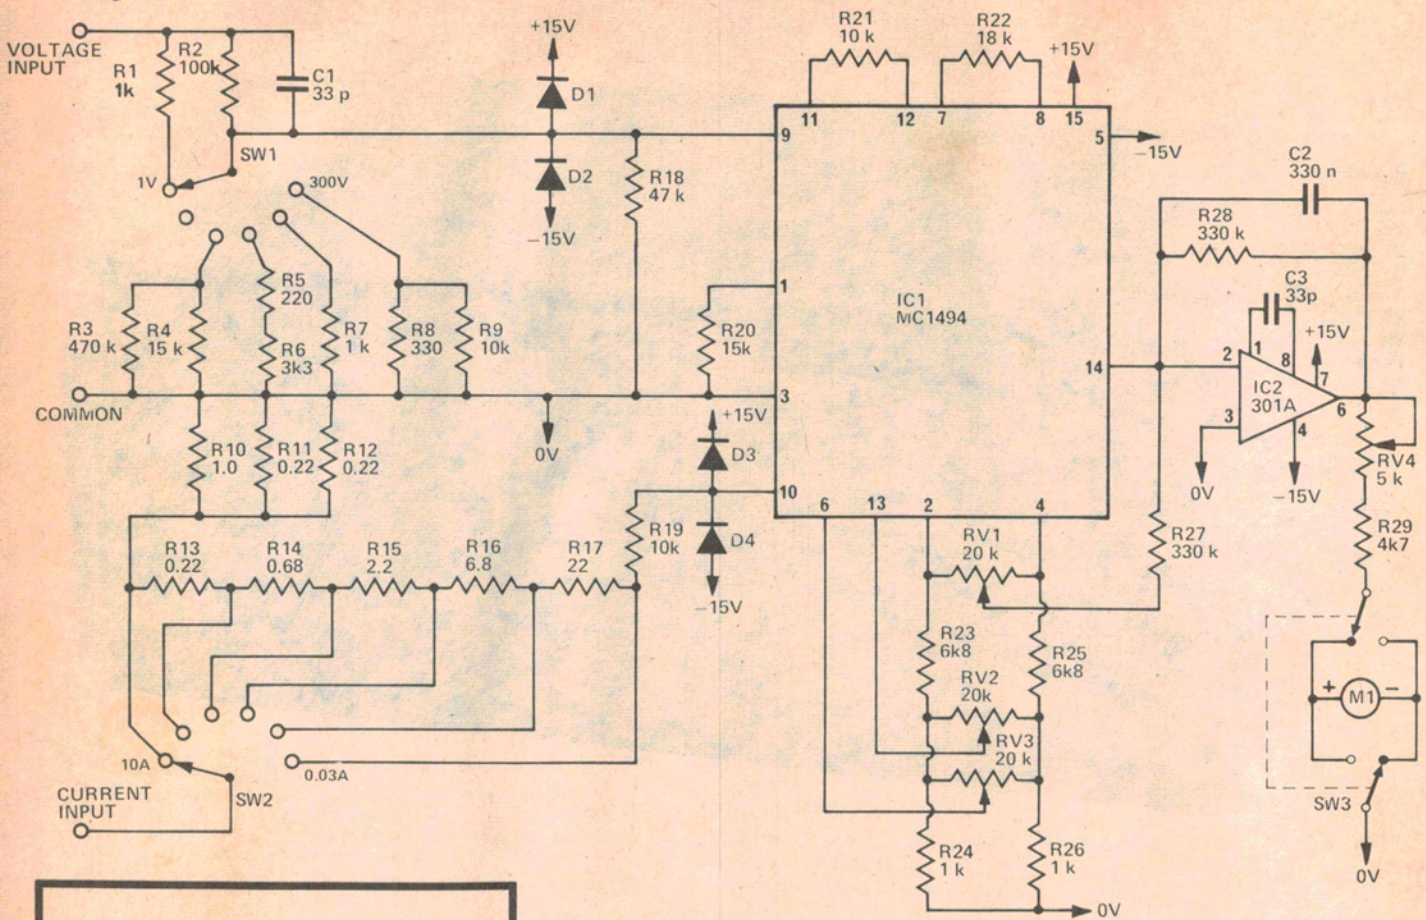 VOLTAGE
INPUT
R1
1k
R2
100k
C1
33 p
+15V
D1
D2
-15V
SW1
1V
300V
R18
47 k
R3
470 k
R4
15 k
R5
220
R6
3k3
R7
1 k
R8
330
R9
10k
R20
15k
COMMON
0V
R10
1.0
R11
0.22
R12
0.22
+15V
D3
D4
-15V
R19
10k
R13
0.22
R14
0.68
R15
2.2
R16
6.8
R17
22
10A
0.03A
SW2
CURRENT
INPUT
R21
10 k
R22
18 k
+15V
11
12
7
8
15
9
5
-15V
1
IC1
MC1494
3
14
10
6
13
2
4
RV1
20 k
R27
330 k
R23
6k8
R25
6k8
RV2
20k
RV3
20 k
R24
1 k
R26
1 k
0V
C2
330 n
R28
330 k
C3
33p
+15V
1
8
7
2
IC2
301A
6
3
4
0V
-15V
RV4
5 k
R29
4k7
+
M1
-
SW3
0V